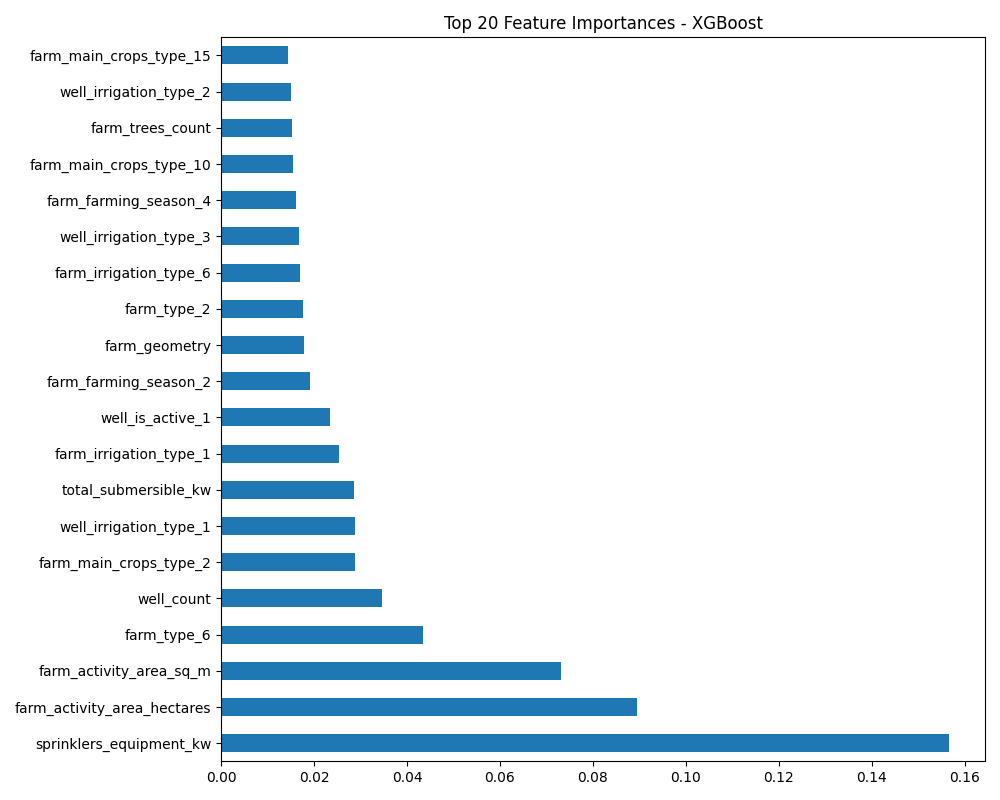 Top 20 Feature Importances - XGBoost
farm_main_crops_type_15
well_irrigation_type_2
farm_trees_count
farm_main_crops_type_10
farm_farming_season_4
well_irrigation_type_3
farm_irrigation_type_6
farm_type_2
farm_geometry
farm_farming_season_2
well_is_active_1
farm_irrigation_type_1
total_submersible_kw
well_irrigation_type_1
farm_main_crops_type_2
well_count
farm_type_6
farm_activity_area_sq_m
farm_activity_area_hectares
sprinklers_equipment_kw
0.00 0.02 0.04 0.06 0.08 0.10 0.12 0.14 0.16